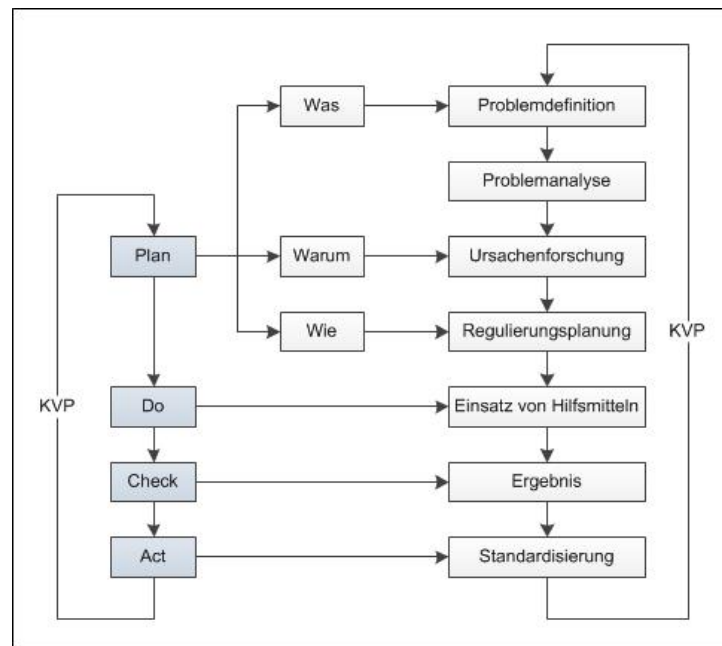 Was
Problemdefinition
Problemanalyse
Plan
Warum
Ursachenforschung
Wie
Regulierungsplanung
KVP
KVP
Do
Einsatz von Hilfsmitteln
Check
Ergebnis
Act
Standardisierung